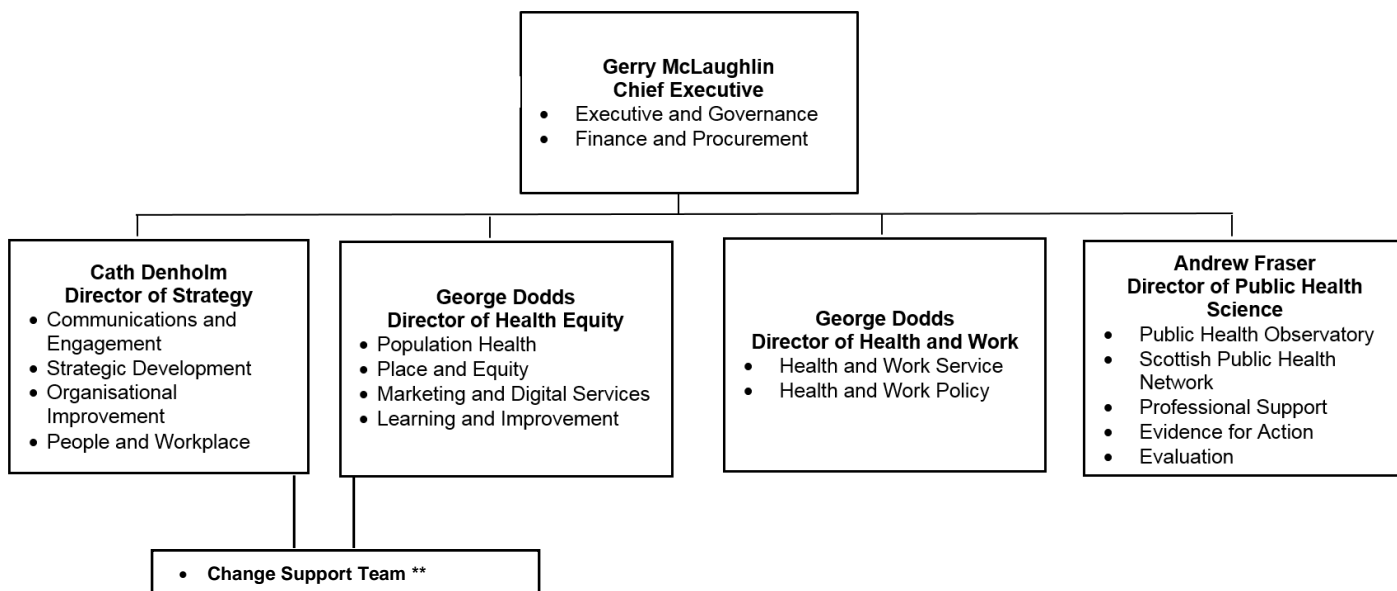 Gerry McLaughlin
Chief Executive
• Executive and Governance
• Finance and Procurement
Cath Denholm
Director of Strategy
• Communications and
Engagement
• Strategic Development
• Organisational
Improvement
• People and Workplace
George Dodds
Director of Health Equity
• Population Health
• Place and Equity
• Marketing and Digital Services
• Learning and Improvement
George Dodds
Director of Health and Work
• Health and Work Service
• Health and Work Policy
Andrew Fraser
Director of Public Health
Science
• Public Health Observatory
• Scottish Public Health
Network
• Professional Support
• Evidence for Action
• Evaluation
• Change Support Team **